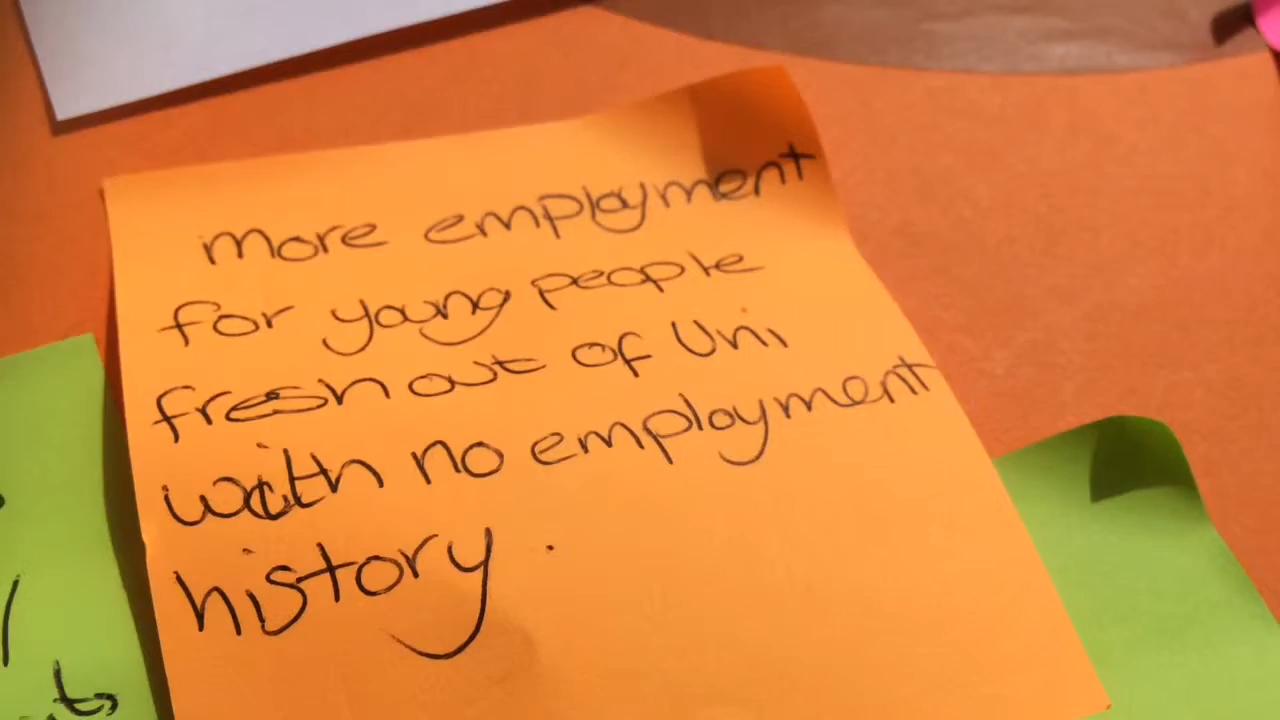 More employment
for young people
fresh out of Uni
with no employment
history.